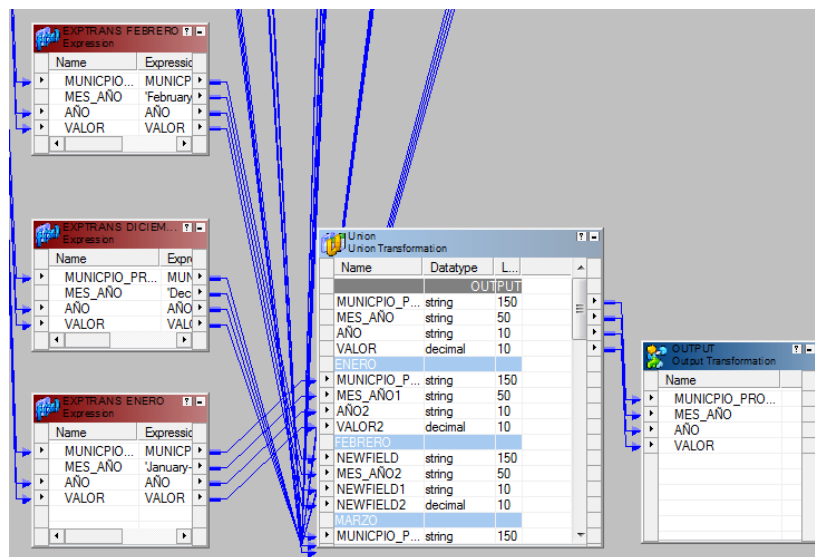 EXPTRANS FEBRERO
Expression
Name Expressic
MUNICPIO... MUNICP
MES_AÑO 'February
AÑO AÑO
VALOR VALOR
EXPTRANS DICIEM...
Expression
Name Expre
MUNICPIO_PR... MUN
MES_AÑO 'Dec
AÑO AÑO
VALOR VALO
EXPTRANS ENERO
Expression
Name Expressic
MUNICPIO... MUNICP
MES_AÑO 'January-
AÑO AÑO
VALOR VALOR
Union
Union Transformation
Name Datatype L...
OUTPUT
MUNICPIO_P... string 150
MES_AÑO string 50
AÑO string 10
VALOR decimal 10
ENERO
MUNICPIO_P... string 150
MES_AÑO1 string 50
AÑO2 string 10
VALOR2 decimal 10
FEBRERO
NEWFIELD string 150
MES_AÑO2 string 50
NEWFIELD1 string 10
NEWFIELD2 decimal 10
MARZO
MUNICPIO_P... string 150
OUTPUT
Output Transformation
Name
MUNICPIO_PRO...
MES_AÑO
AÑO
VALOR